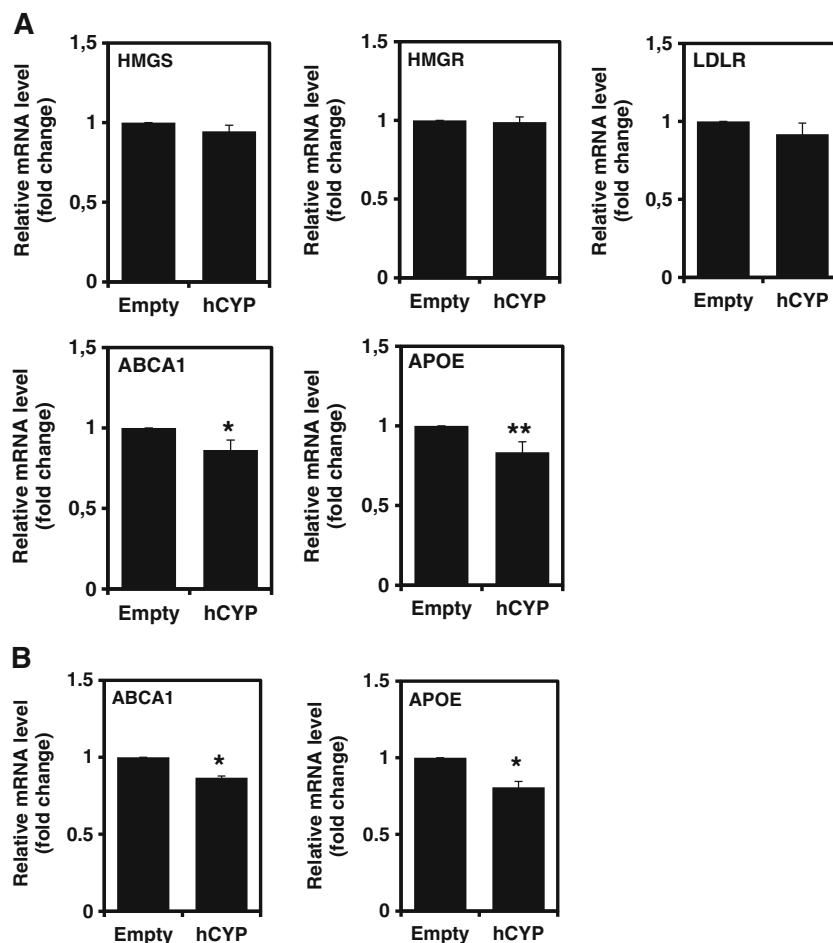 A
Relative mRNA level
(fold change)
1,5
1
0,5
0
HMGS
Empty hCYP
Relative mRNA level
(fold change)
1,5
1
0,5
0
HMGR
Empty hCYP
Relative mRNA level
(fold change)
1,5
1
0,5
0
LDLR
Empty hCYP
Relative mRNA level
(fold change)
1,5
1
0,5
0
ABCA1
*
Empty hCYP
Relative mRNA level
(fold change)
1,5
1
0,5
0
APOE
**
Empty hCYP
B
Relative mRNA level
(fold change)
1.5
1
0.5
0
ABCA1
*
Empty hCYP
Relative mRNA level
(fold change)
1.5
1
0.5
0
APOE
*
Empty hCYP